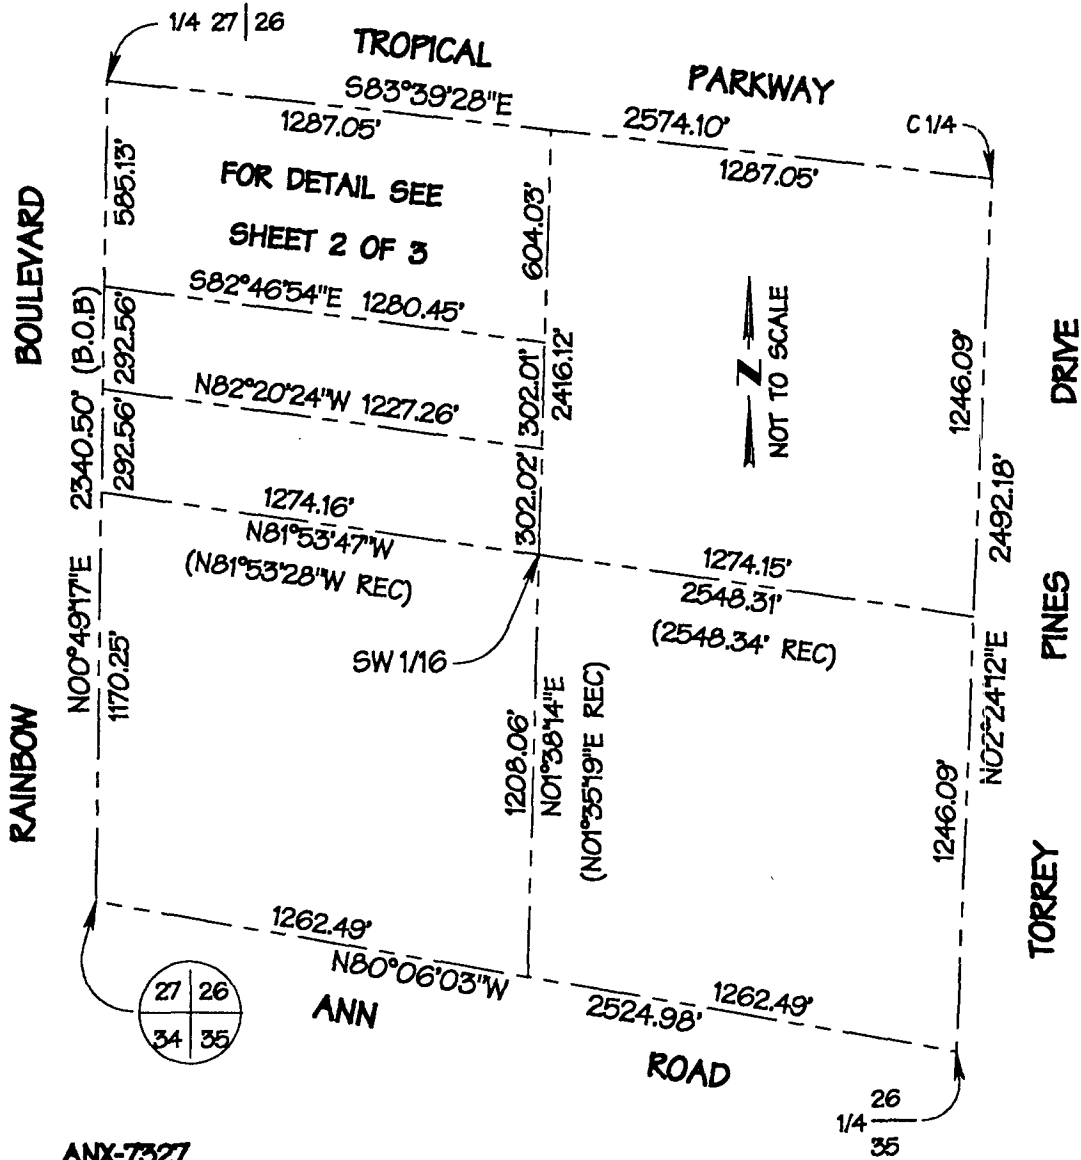 1/4 27 | 26
TROPICAL
PARKWAY
S83°39'28"E
2574.10'
1287.05'
1287.05'
C 1/4
585.13'
FOR DETAIL SEE
SHEET 2 OF 3
604.03'
BOULEVARD
S82°46'54"E 1280.45'
2340.50' (B.O.B)
292.56'
N82°20'24"W 1227.26'
302.01'
2416.12'
Z
NOT TO SCALE
1246.09'
DRIVE
292.56'
1274.16'
N81°53'47"W
(N81°53'28"W REC)
302.02'
2492.18'
1274.15'
2548.31'
(2548.34' REC)
N00°49'17"E
1170.25'
SW 1/16
PINES
N02°24'12"E
RAINBOW
1208.06'
N01°38'14"E
(N01°35'19"E REC)
1246.09'
TORREY
1262.49'
N80°06'03"W
1262.49'
2524.98'
27 26
34 35
ANN
ROAD
26
1/4
35
ANX-7327